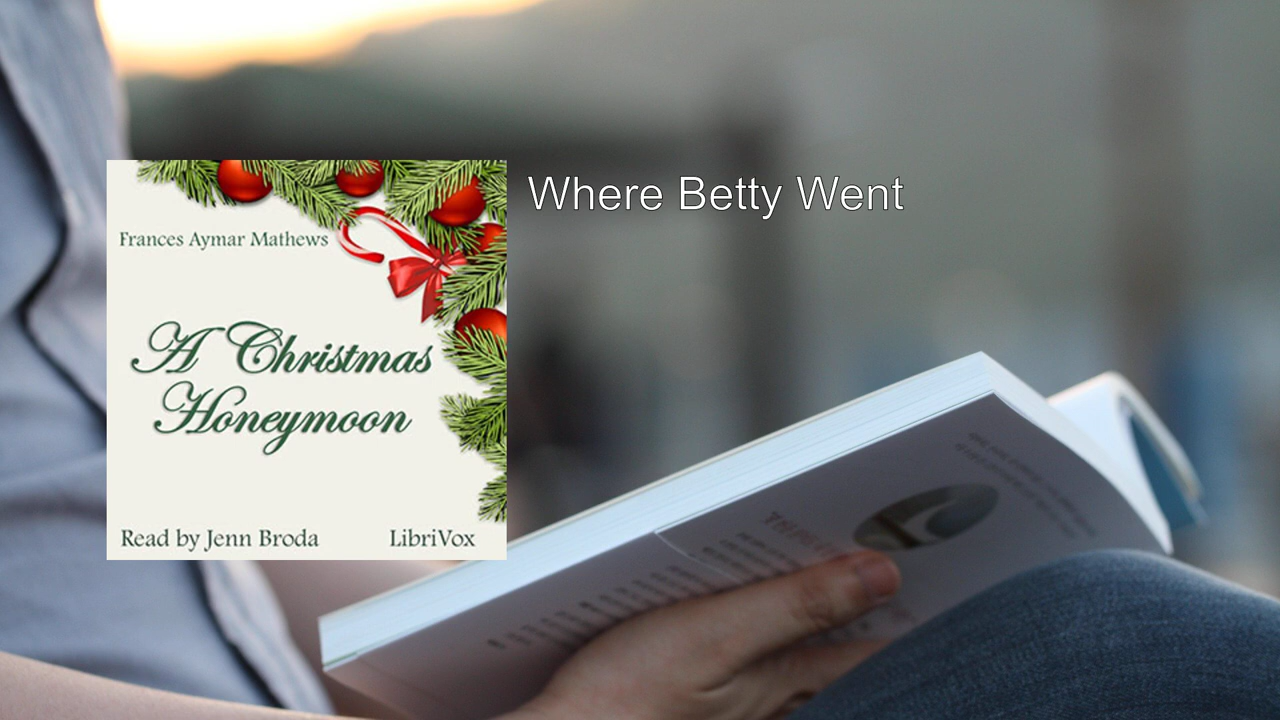 Where Betty Went
Frances Aymar Mathews
A Christmas
Honeymoon
Read by Jenn Broda LibriVox